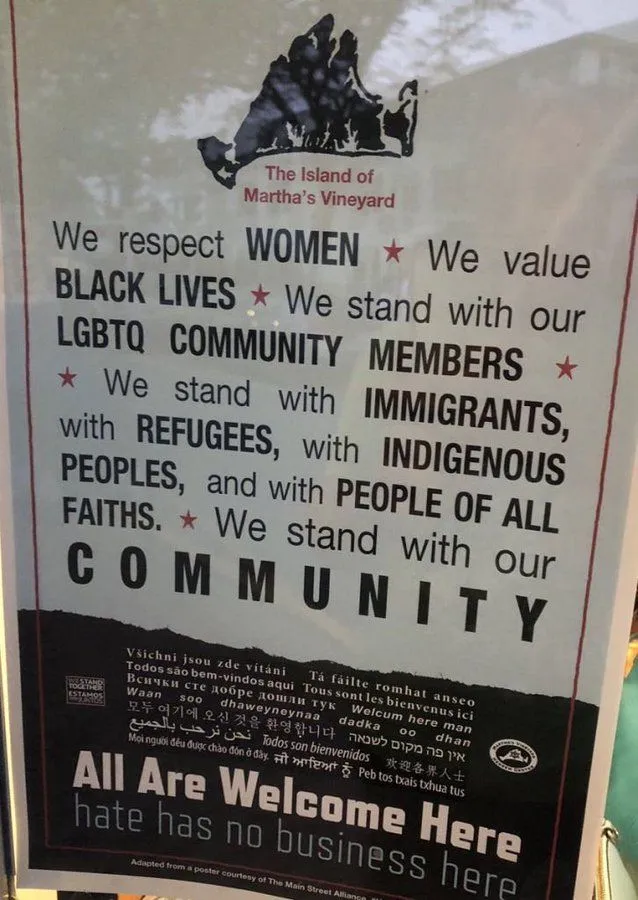 The Island of
Martha's Vineyard
We respect WOMEN ★ We value
BLACK LIVES ★ We stand with our
LGBTQ COMMUNITY MEMBERS ★
★ We stand with IMMIGRANTS,
with REFUGEES, with INDIGENOUS
PEOPLES, and with PEOPLE OF ALL
FAITHS. ★ We stand with our
COMMUNITY
Všichni jsou zde vítáni Tá fáilte romhat anseo
Todos são bem-vindos aqui Tous sont les bienvenus ici
Всички сте добре дошли тук Welcum here man
Waan soo dhaweyneynaa dadka oo dhan
모두 여기에 오신 것을 환영합니다 אין פה מקום לשנאה
نحن نرحب بالجميع Todos son bienvenidos 欢迎各界人士
Mọi người đều được chào đón ở đây. ਜੀ ਆਇਆਂ ਨੂੰ Peb tos txais txhua tus
WE STAND
TOGETHER
ESTAMOS
All Are Welcome Here
hate has no business here
Adapted from a poster courtesy of The Main Street Alliance.